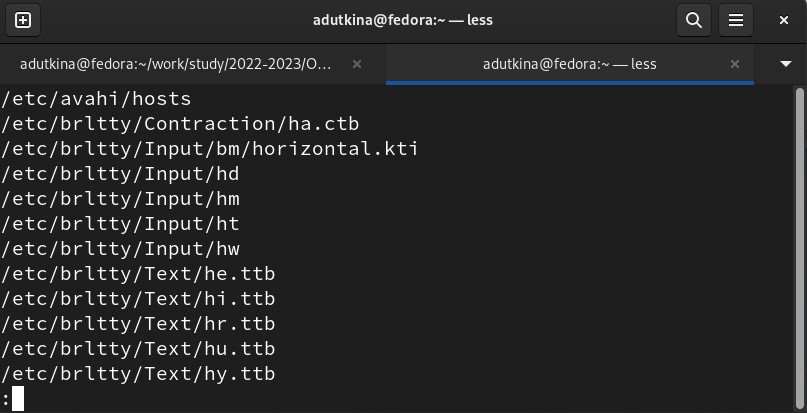 adutkina@fedora:~ — less
adutkina@fedora:~/work/study/2022-2023/O...
adutkina@fedora:~ — less
/etc/avahi/hosts
/etc/brltty/Contraction/ha.ctb
/etc/brltty/Input/bm/horizontal.kti
/etc/brltty/Input/hd
/etc/brltty/Input/hm
/etc/brltty/Input/ht
/etc/brltty/Input/hw
/etc/brltty/Text/he.ttb
/etc/brltty/Text/hi.ttb
/etc/brltty/Text/hr.ttb
/etc/brltty/Text/hu.ttb
/etc/brltty/Text/hy.ttb
: